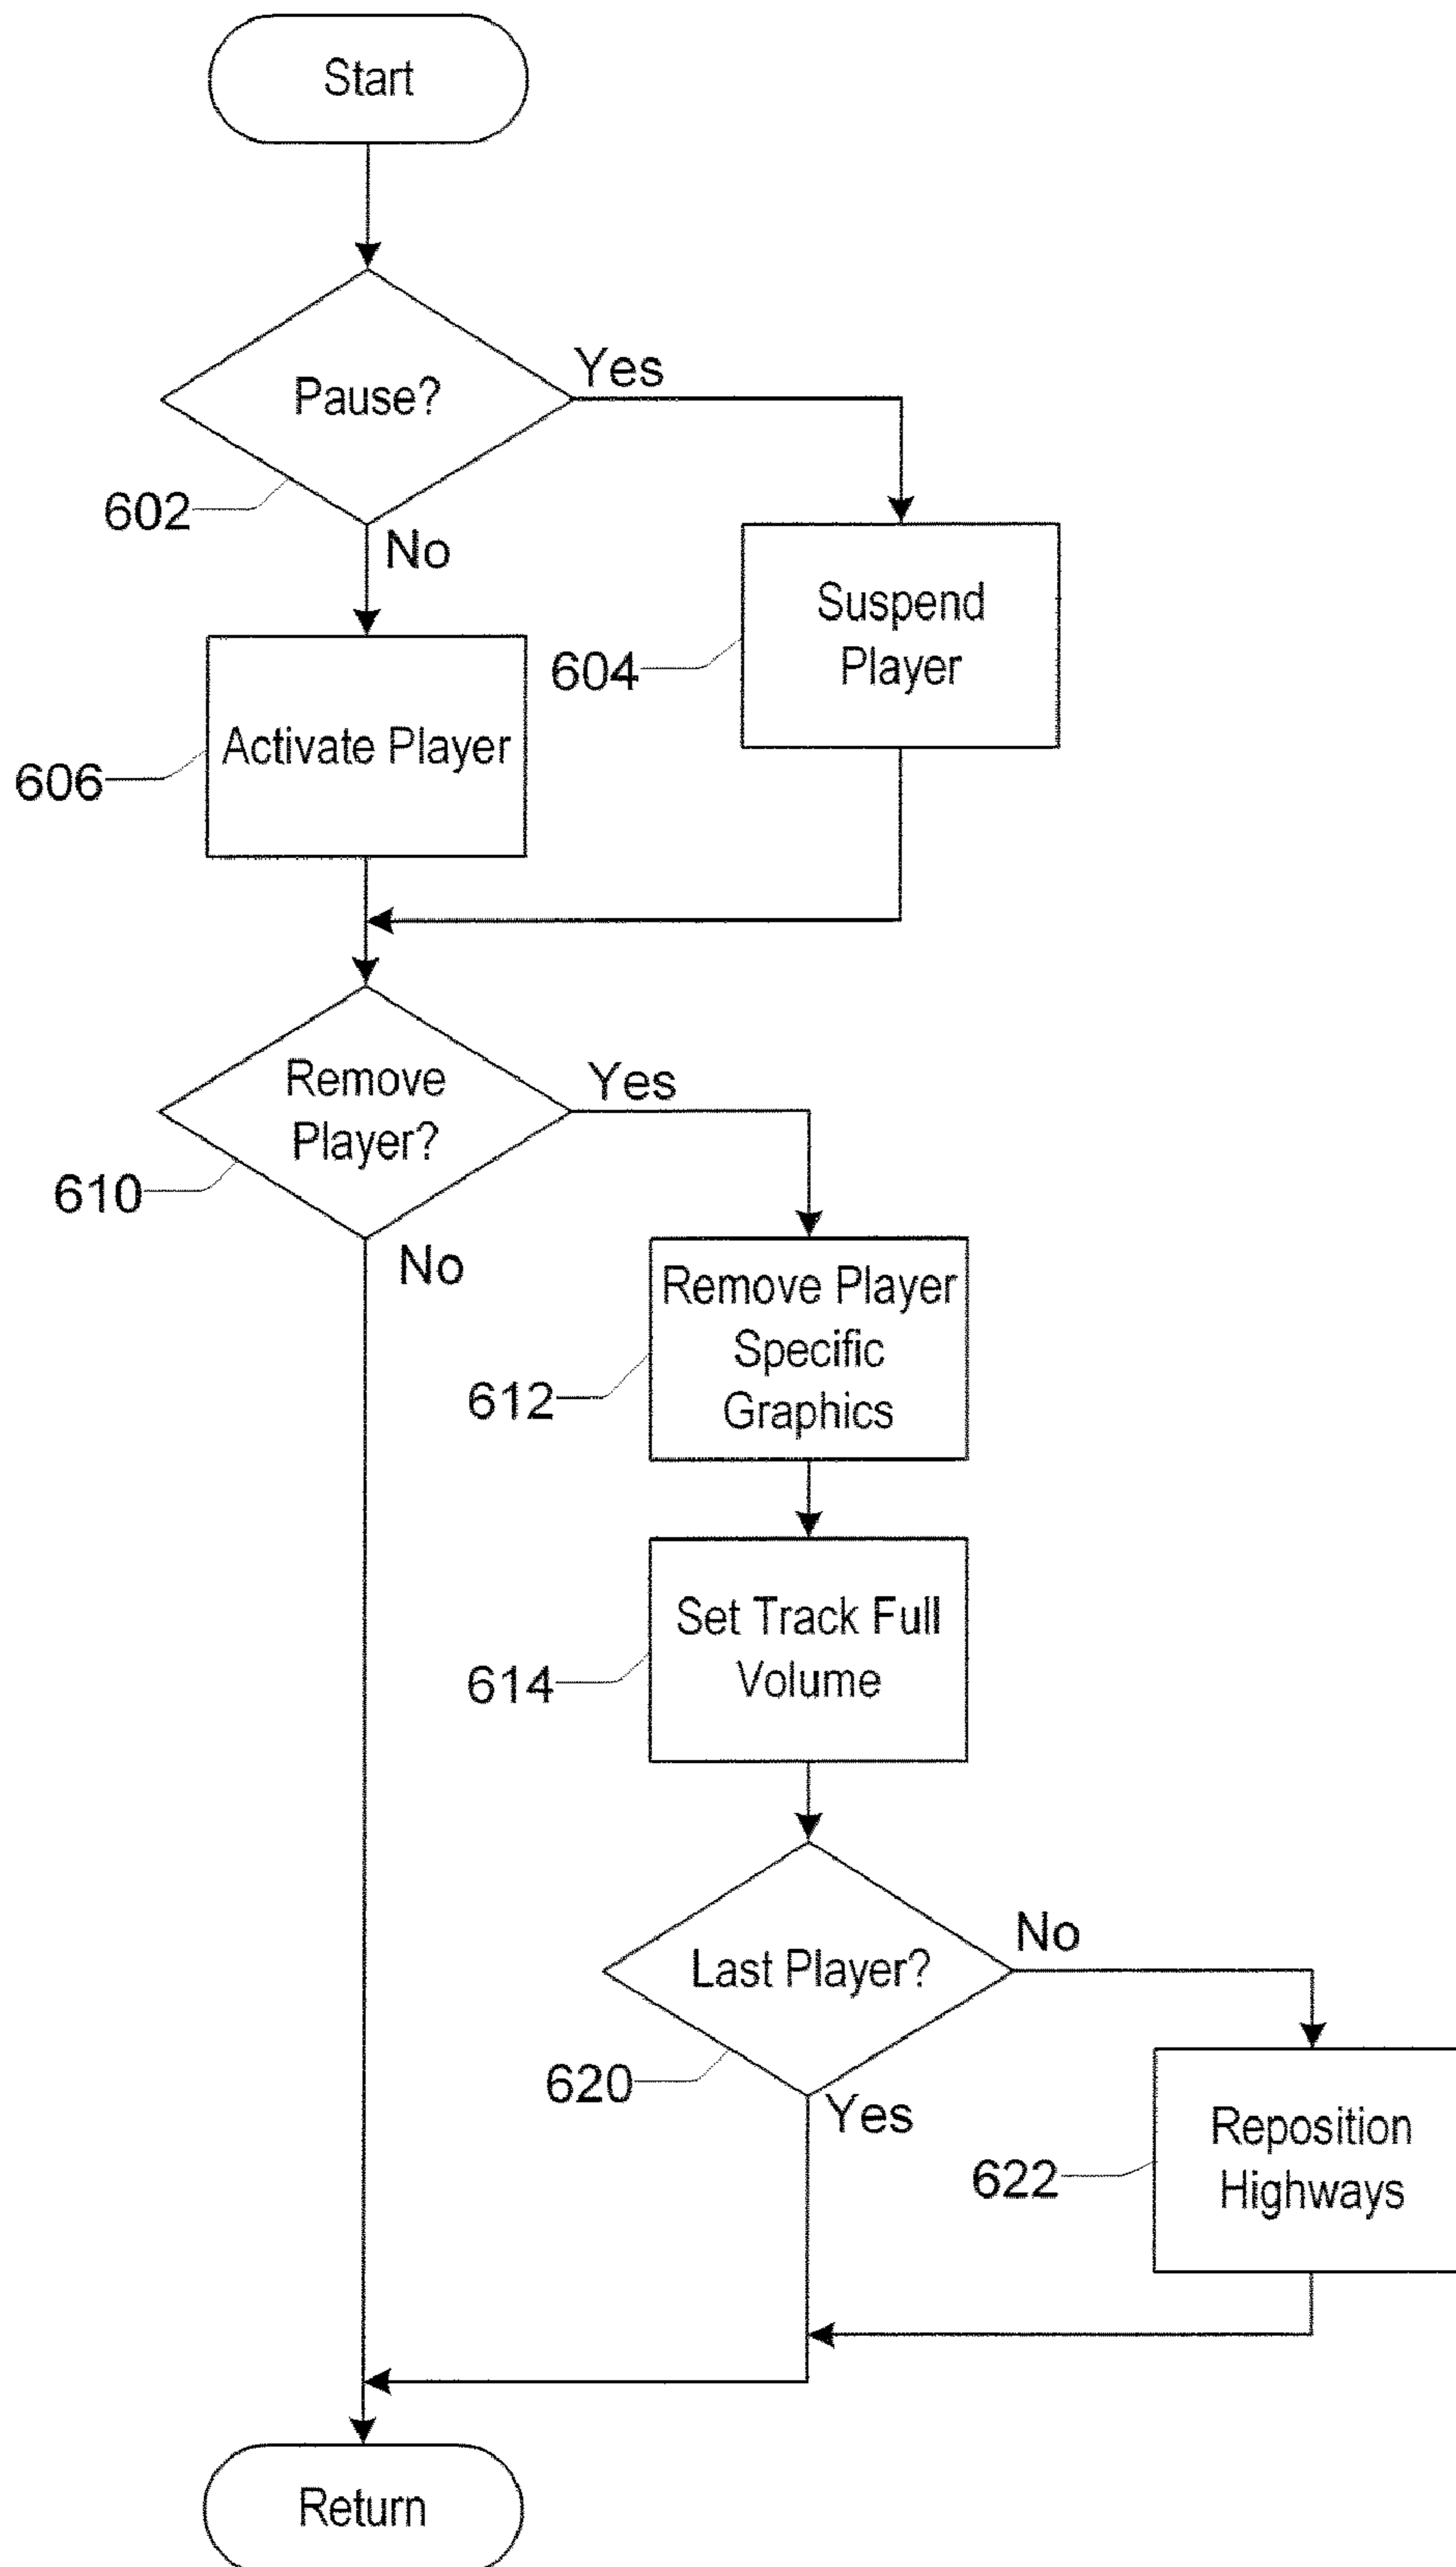 Start
Pause?
Yes
602
No
Suspend
Player
604
Activate Player
606
Remove
Player?
Yes
610
No
Remove Player
Specific
Graphics
612
Set Track Full
Volume
614
Last Player?
No
620
Yes
Reposition
Highways
622
Return